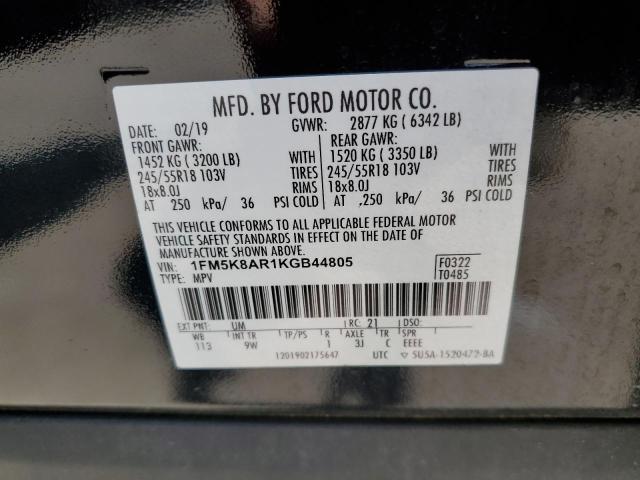 MFD. BY FORD MOTOR CO.
DATE: 02/19 GVWR: 2877 KG ( 6342 LB)
FRONT GAWR: REAR GAWR:
1452 KG ( 3200 LB) WITH 1520 KG ( 3350 LB) WITH
245/55R18 103V TIRES 245/55R18 103V TIRES
18x8.0J RIMS 18x8.0J RIMS
AT 250 kPa/ 36 PSI COLD AT 250 kPa/ 36 PSI COLD
THIS VEHICLE CONFORMS TO ALL APPLICABLE FEDERAL MOTOR
VEHICLE SAFETY STANDARDS IN EFFECT ON THE DATE OF
MANUFACTURE SHOWN ABOVE.
VIN: 1FM5K8AR1KGB44805 F0322
TYPE: MPV T0485
EXT PNT: UM RC: 21 DSO:
WB INT TR TP/PS R AXLE TR SPR
113 9W 1 3J C EEEE
1201902175647 UTC 5U5A-1520472-BA